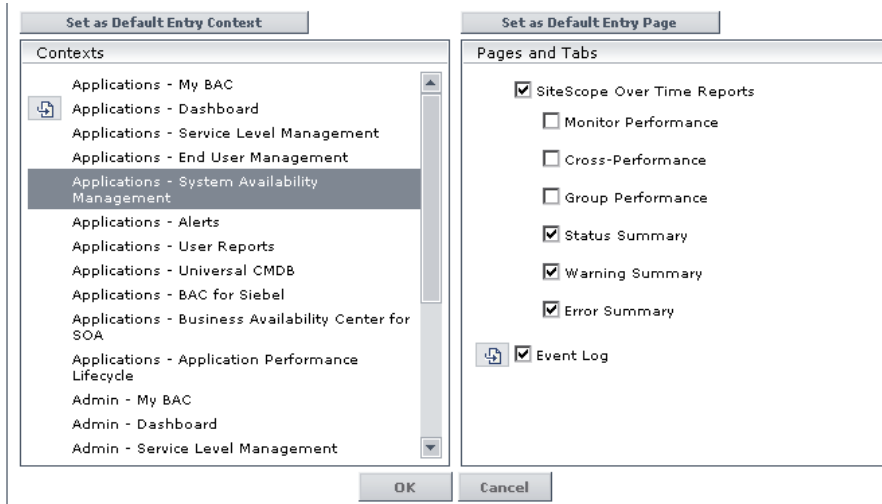 Set as Default Entry Context
Contexts
Applications - My BAC
Applications - Dashboard
Applications - Service Level Management
Applications - End User Management
Applications - System Availability
Management
Applications - Alerts
Applications - User Reports
Applications - Universal CMDB
Applications - BAC for Siebel
Applications - Business Availability Center for
SOA
Applications - Application Performance
Lifecycle
Admin - My BAC
Admin - Dashboard
Admin - Service Level Management
Set as Default Entry Page
Pages and Tabs
SiteScope Over Time Reports
Monitor Performance
Cross-Performance
Group Performance
Status Summary
Warning Summary
Error Summary
Event Log
OK
Cancel